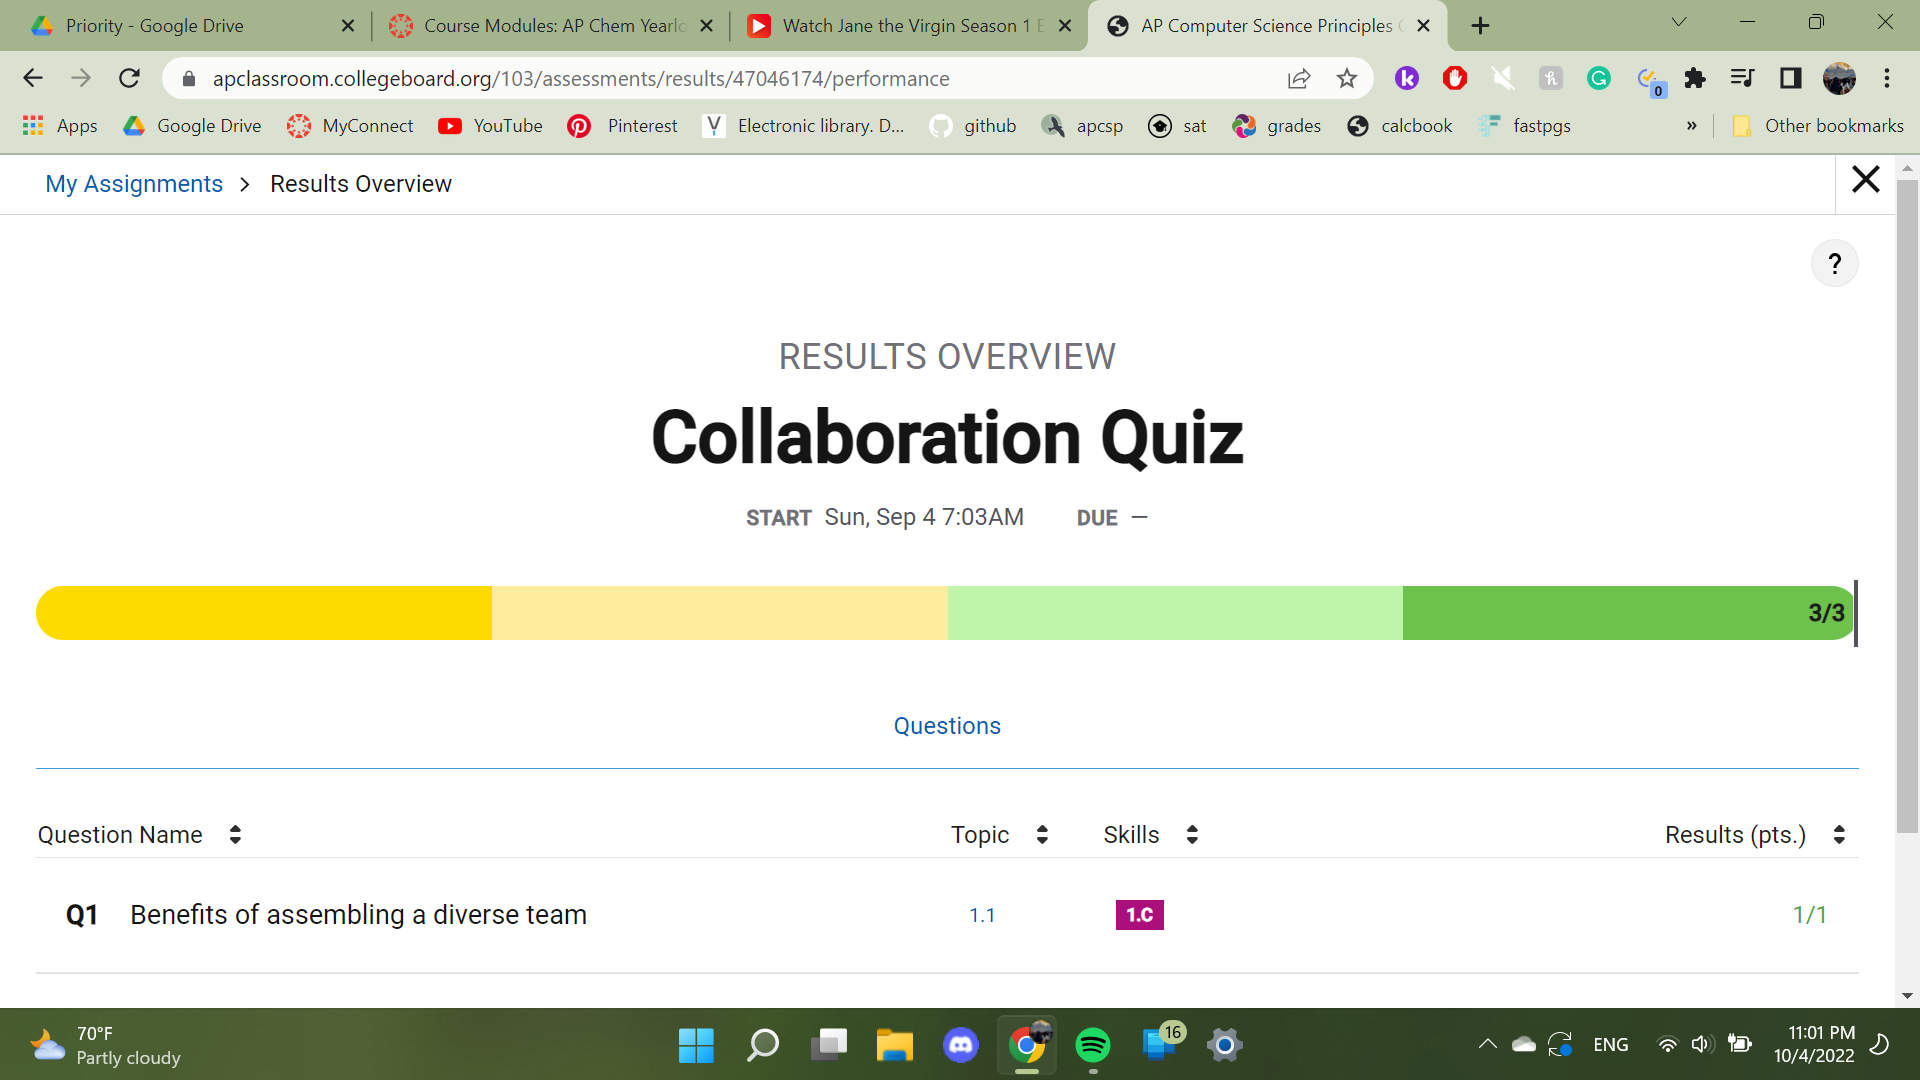 Priority - Google Drive
Course Modules: AP Chem Yearlo
Watch Jane the Virgin Season 1 E
AP Computer Science Principles
apclassroom.collegeboard.org/103/assessments/results/47046174/performance
0
Apps
Google Drive
MyConnect
YouTube
Pinterest
Electronic library. D...
github
apcsp
sat
grades
calcbook
fastpgs
»
Other bookmarks
My Assignments > Results Overview
?
RESULTS OVERVIEW
Collaboration Quiz
START Sun, Sep 4 7:03AM DUE —
3/3
Questions
Question Name Topic Skills Results (pts.)
Q1 Benefits of assembling a diverse team 1.1 1.C 1/1
70°F
Partly cloudy
16
ENG
11:01 PM
10/4/2022